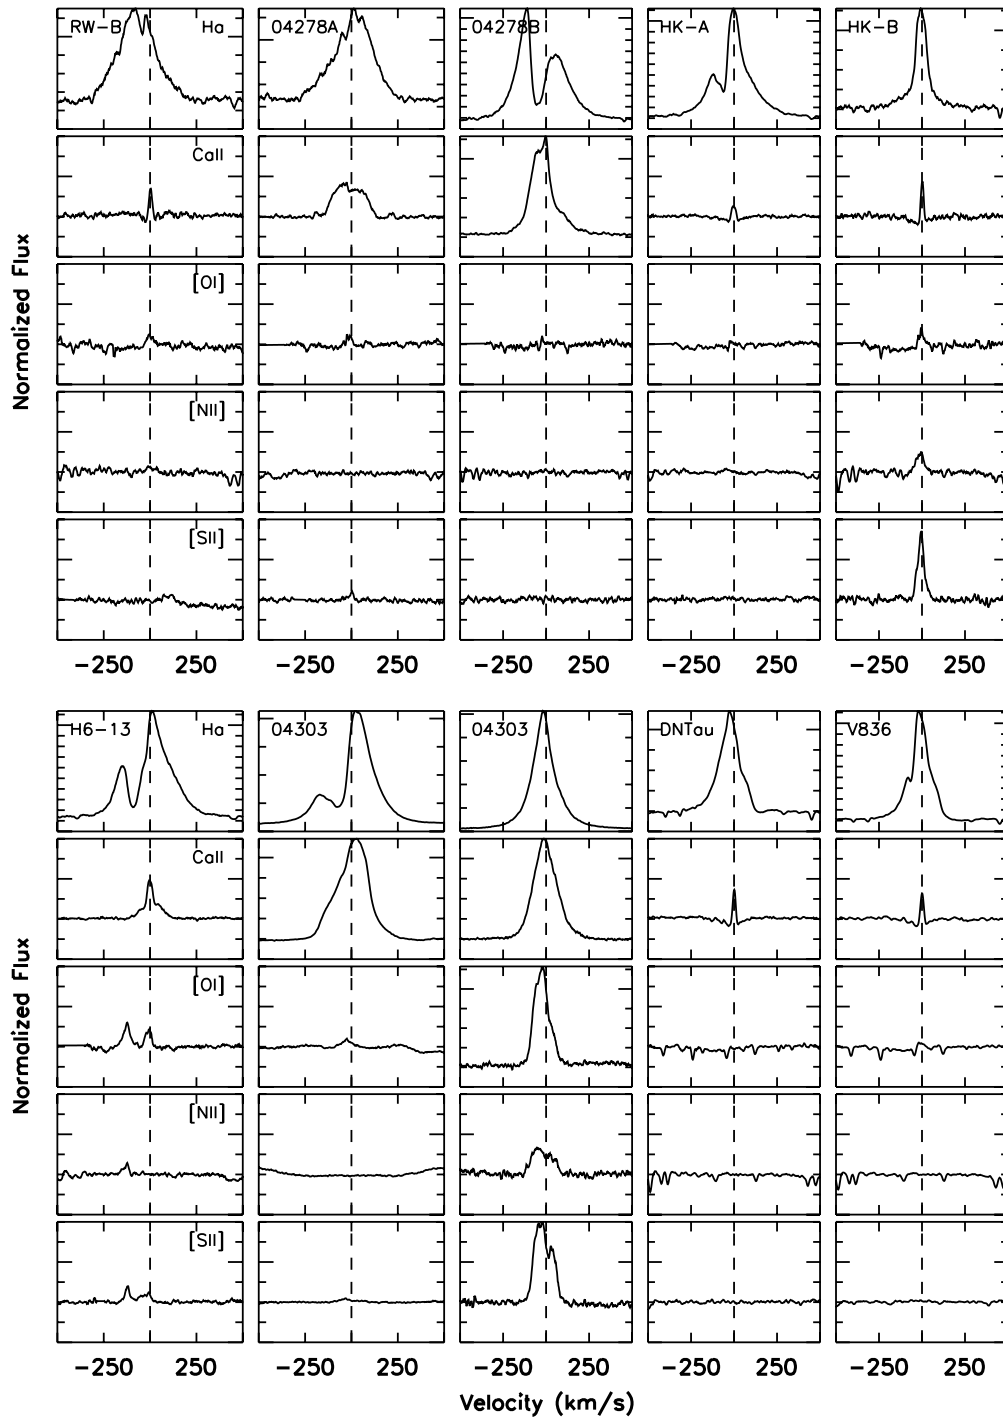 RW-B Ha 04278A 04278B HK-A HK-B
CaII
[OI]
[NII]
[SII]
Normalized Flux
-250 250 -250 250 -250 250 -250 250 -250 250
H6-13 Ha 04303 04303 DNTau V836
CaII
[OI]
[NII]
[SII]
Normalized Flux
-250 250 -250 250 -250 250 -250 250 -250 250
Velocity (km/s)